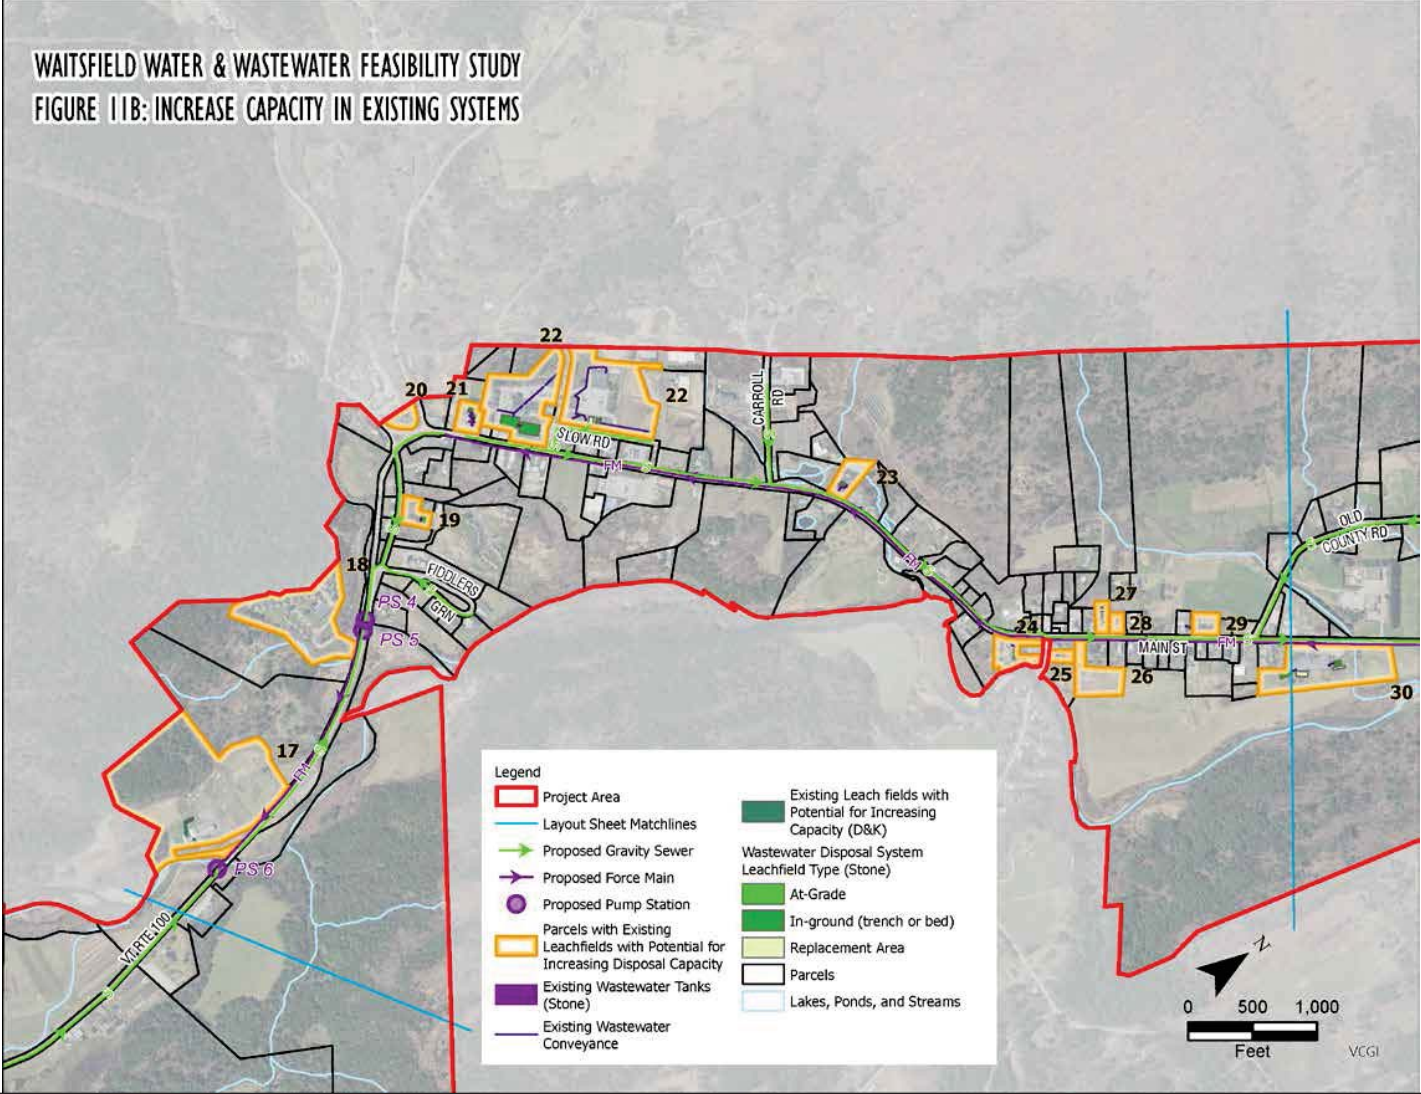 WAITSFIELD WATER & WASTEWATER FEASIBILITY STUDY
FIGURE 11B: INCREASE CAPACITY IN EXISTING SYSTEMS
22
20
21
22
CARROLL
RD
SLOW RD
FM
23
19
OLD
COUNTY RD
18
FIDDLERS
GRN
FM
PS 4
PS 5
27
24
28
29
MAIN ST
FM
25
26
30
17
FM
PS 6
VT RTE 100
Legend
Project Area
Layout Sheet Matchlines
Proposed Gravity Sewer
Proposed Force Main
Proposed Pump Station
Parcels with Existing
Leachfields with Potential for
Increasing Disposal Capacity
Existing Wastewater Tanks
(Stone)
Existing Wastewater
Conveyance
Existing Leach fields with
Potential for Increasing
Capacity (D&K)
Wastewater Disposal System
Leachfield Type (Stone)
At-Grade
In-ground (trench or bed)
Replacement Area
Parcels
Lakes, Ponds, and Streams
N
0 500 1,000
Feet
VCGI